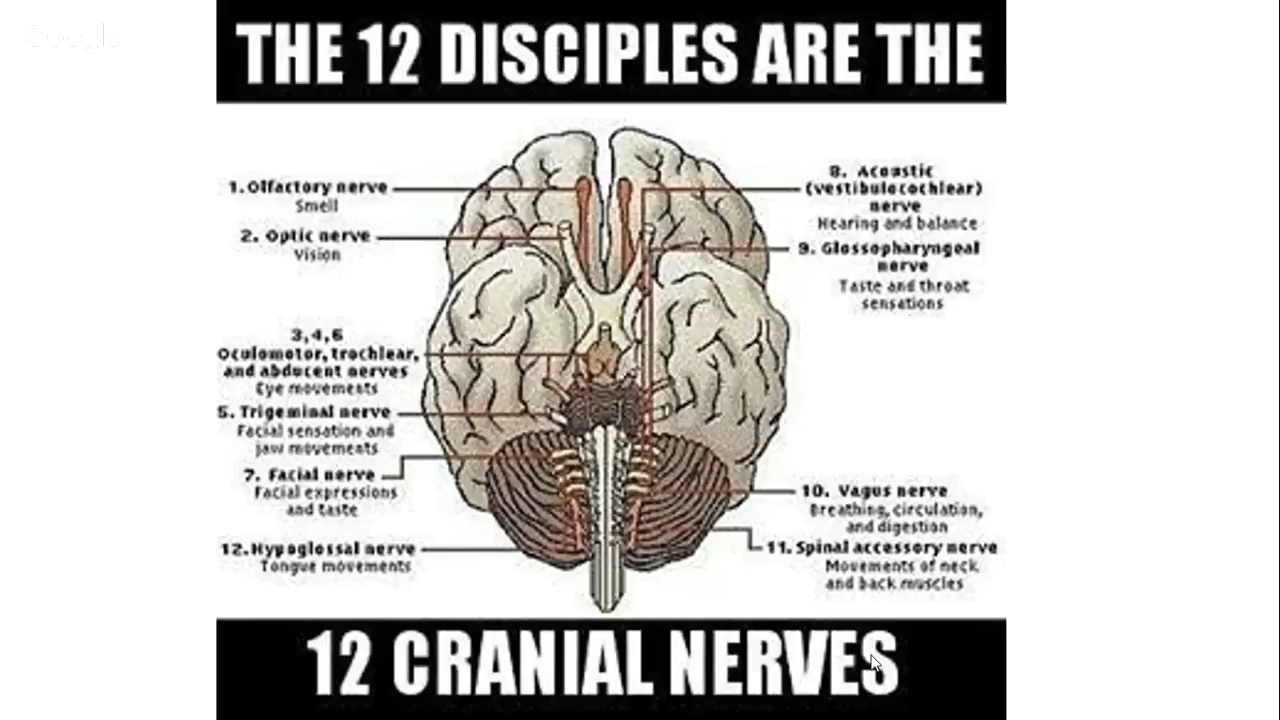 THE 12 DISCIPLES ARE THE
1. Olfactory nerve
Smell
2. Optic nerve
Vision
3,4,6
Oculomotor, trochlear,
and abducent nerves
Eye movements
5. Trigeminal nerve
Facial sensation and
jaw movements
7. Facial nerve
Facial expressions
and taste
12. Hypoglossal nerve
Tongue movements
8. Acoustic
(vestibulocochlear)
nerve
Hearing and balance
9. Glossopharyngeal
nerve
Taste and throat
sensations
10. Vagus nerve
Breathing, circulation,
and digestion
11. Spinal accessory nerve
Movements of neck
and back muscles
12 CRANIAL NERVES